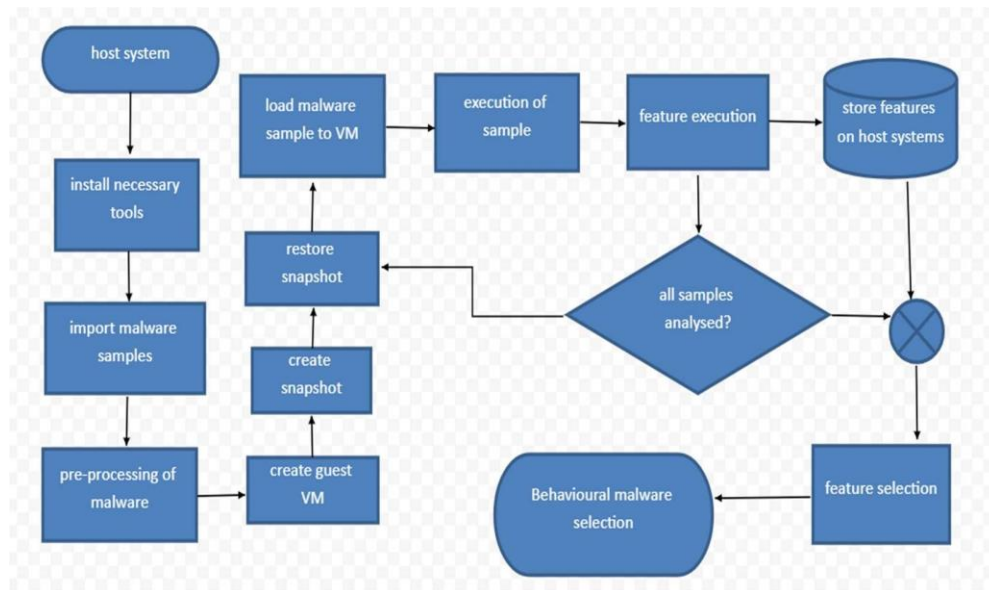 host system
install necessary
tools
import malware
samples
pre-processing of
malware
create guest
VM
create
snapshot
restore
snapshot
load malware
sample to VM
execution of
sample
feature execution
store features
on host systems
all samples
analysed?
feature selection
Behavioural malware
selection